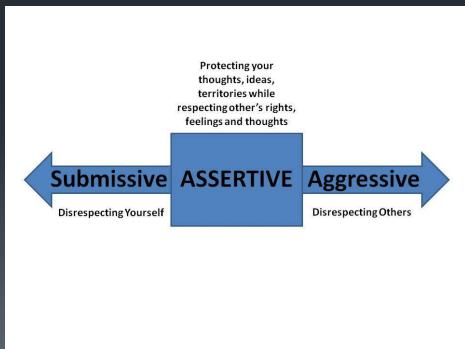 Protecting your
thoughts, ideas,
territories while
respecting other's rights,
feelings and thoughts
Submissive ASSERTIVE Aggressive
Disrespecting Yourself Disrespecting Others